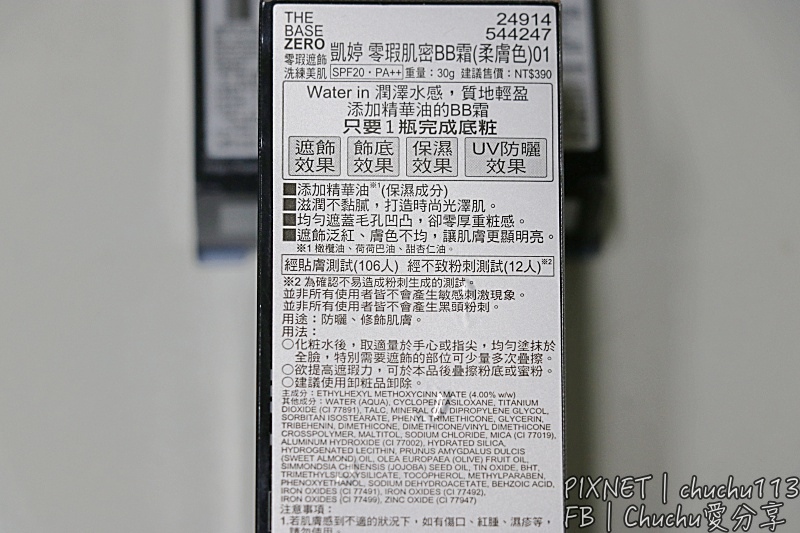 THE
BASE
ZERO
24914
544247
零瑕遮飾
洗練美肌
凱婷 零瑕肌密BB霜(柔膚色)01
SPF20・PA++ 重量：30g 建議售價：NT$390
Water in 潤澤水感，質地輕盈
添加精華油的BB霜
只要1瓶完成底粧
遮飾效果 飾底效果 保濕效果 UV防曬效果
■添加精華油※1(保濕成分)
■滋潤不黏膩，打造時尚光澤肌。
■均勻遮蓋毛孔凹凸，卻零厚重粧感。
■遮飾泛紅、膚色不均，讓肌膚更顯明亮。
※1 橄欖油、荷荷巴油、甜杏仁油。
經貼膚測試(106人) 經不致粉刺測試(12人)※2
※2 為確認不易造成粉刺生成的測試。
並非所有使用者皆不會產生敏感刺激現象。
並非所有使用者皆不會產生黑頭粉刺。
用途：防曬、修飾肌膚。
用法：
○化粧水後，取適量於手心或指尖，均勻塗抹於
全臉，特別需要遮飾的部位可少量多次疊擦。
○欲提高遮瑕力，可於本品後疊擦粉底或蜜粉。
○建議使用卸粧品卸除。
主成分：ETHYLHEXYL METHOXYCINNAMATE (4.00% w/w)
其他成分：WATER (AQUA), CYCLOPENTASILOXANE, TITANIUM
DIOXIDE (CI 77891), TALC, MINERAL OIL, DIPROPYLENE GLYCOL,
SORBITAN ISOSTEARATE, PHENYL TRIMETHICONE, GLYCERIN,
TRIBEHENIN, DIMETHICONE, DIMETHICONE/VINYL DIMETHICONE
CROSSPOLYMER, MALTITOL, SODIUM CHLORIDE, MICA (CI 77019),
ALUMINUM HYDROXIDE (CI 77002), HYDRATED SILICA,
HYDROGENATED LECITHIN, PRUNUS AMYGDALUS DULCIS
(SWEET ALMOND) OIL, OLEA EUROPAEA (OLIVE) FRUIT OIL,
SIMMONDSIA CHINENSIS (JOJOBA) SEED OIL, TIN OXIDE, BHT,
TRIMETHYLSILOXYSILICATE, TOCOPHEROL, METHYLPARABEN,
PHENOXYETHANOL, SODIUM DEHYDROACETATE, BENZOIC ACID,
IRON OXIDES (CI 77491), IRON OXIDES (CI 77492),
IRON OXIDES (CI 77499), ZINC OXIDE (CI 77947)
注意事項：
1.若肌膚感到不適的狀況下，如有傷口、紅腫、濕疹等，
請勿使用。
PIXNET | chuchu113
FB | Chuchu愛分享